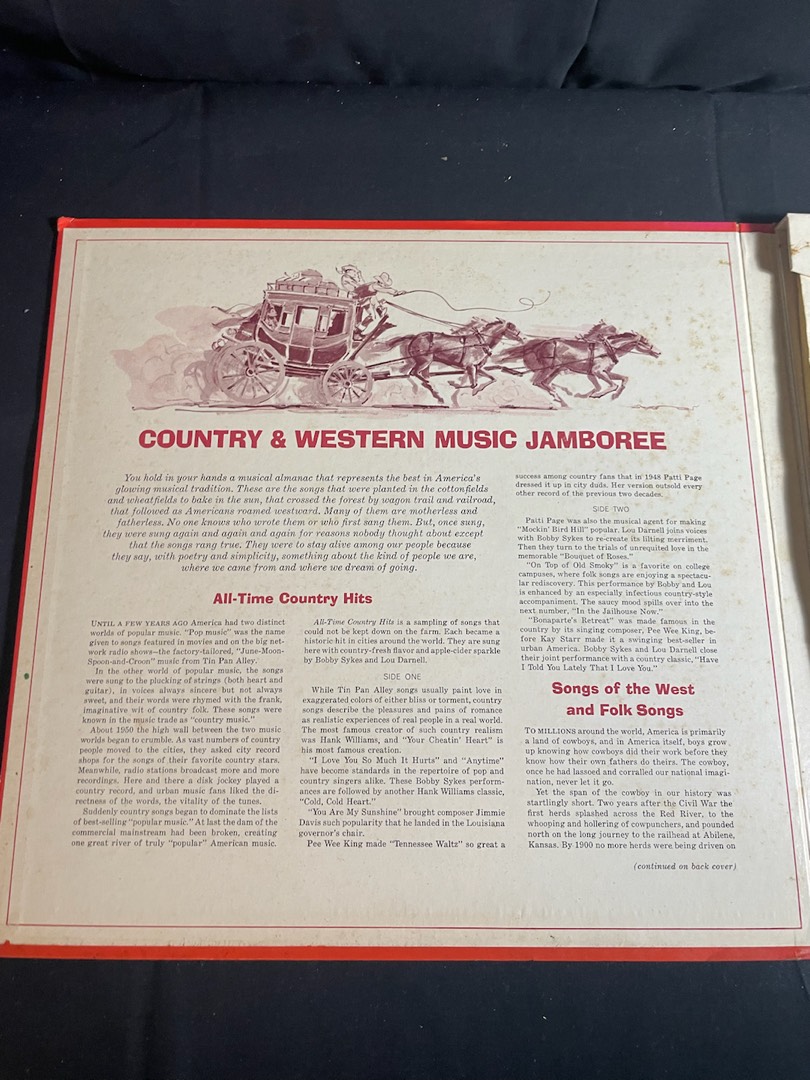 COUNTRY & WESTERN MUSIC JAMBOREE
You hold in your hands a musical almanac that represents the best in America's
glowing musical tradition. These are the songs that were planted in the cottonfields
and wheatfields to bake in the sun, that crossed the forest by wagon trail and railroad,
that followed as Americans roamed westward. Many of them are motherless and
fatherless. No one knows who wrote them or who first sang them. But, once sung,
they were sung again and again and again for reasons nobody thought about except
that the songs rang true. They were to stay alive among our people because
they say, with poetry and simplicity, something about the kind of people we are,
where we came from and where we dream of going.
All-Time Country Hits
UNTIL A FEW YEARS AGO America had two distinct
worlds of popular music. "Pop music" was the name
given to songs featured in movies and on the big net-
work radio shows—the factory-tailored, "June-Moon-
Spoon-and-Croon" music from Tin Pan Alley.
In the other world of popular music, the songs
were sung to the plucking of strings (both heart and
guitar), in voices always sincere but not always
sweet, and their words were rhymed with the frank,
imaginative wit of country folk. These songs were
known in the music trade as "country music."
About 1950 the high wall between the two music
worlds began to crumble. As vast numbers of country
people moved to the cities, they asked city record
shops for the songs of their favorite country stars.
Meanwhile, radio stations broadcast more and more
recordings. Here and there a disk jockey played a
country record, and urban music fans liked the di-
rectness of the words, the vitality of the tunes.
Suddenly country songs began to dominate the lists
of best-selling "popular music." At last the dam of the
commercial mainstream had been broken, creating
one great river of truly "popular" American music.
All-Time Country Hits is a sampling of songs that
could not be kept down on the farm. Each became a
historic hit in cities around the world. They are sung
here with country-fresh flavor and apple-cider sparkle
by Bobby Sykes and Lou Darnell.
SIDE ONE
While Tin Pan Alley songs usually paint love in
exaggerated colors of either bliss or torment, country
songs describe the pleasures and pains of romance
as realistic experiences of real people in a real world.
The most famous creator of such country realism
was Hank Williams, and "Your Cheatin' Heart" is
his most famous creation.
"I Love You So Much It Hurts" and "Anytime"
have become standards in the repertoire of pop and
country singers alike. These Bobby Sykes perform-
ances are followed by another Hank Williams classic,
"Cold, Cold Heart."
"You Are My Sunshine" brought composer Jimmie
Davis such popularity that he landed in the Louisiana
governor's chair.
Pee Wee King made "Tennessee Waltz" so great a
success among country fans that in 1948 Patti Page
dressed it up in city duds. Her version outsold every
other record of the previous two decades.
SIDE TWO
Patti Page was also the musical agent for making
"Mockin' Bird Hill" popular. Lou Darnell joins voices
with Bobby Sykes to re-create its lilting merriment.
Then they turn to the trials of unrequited love in the
memorable "Bouquet of Roses."
"On Top of Old Smoky" is a favorite on college
campuses, where folk songs are enjoying a spectacu-
lar rediscovery. This performance by Bobby and Lou
is enhanced by an especially infectious country-style
accompaniment. The saucy mood spills over into the
next number, "In the Jailhouse Now."
"Bonaparte's Retreat" was made famous in the
country by its singing composer, Pee Wee King, be-
fore Kay Starr made it a swinging best-seller in
urban America. Bobby Sykes and Lou Darnell close
their joint performance with a country classic, "Have
I Told You Lately That I Love You."
Songs of the West
and Folk Songs
TO MILLIONS around the world, America is primarily
a land of cowboys, and in America itself, boys grow
up knowing how cowboys did their work before they
know how their own fathers do theirs. The cowboy,
once he had lassoed and corralled our national imagi-
nation, never let it go.
Yet the span of the cowboy in our history was
startlingly short. Two years after the Civil War the
first herds splashed across the Red River, to the
whooping and hollering of cowpunchers, and pounded
north on the long journey to the railhead at Abilene,
Kansas. By 1900 no more herds were being driven on
(continued on back cover)